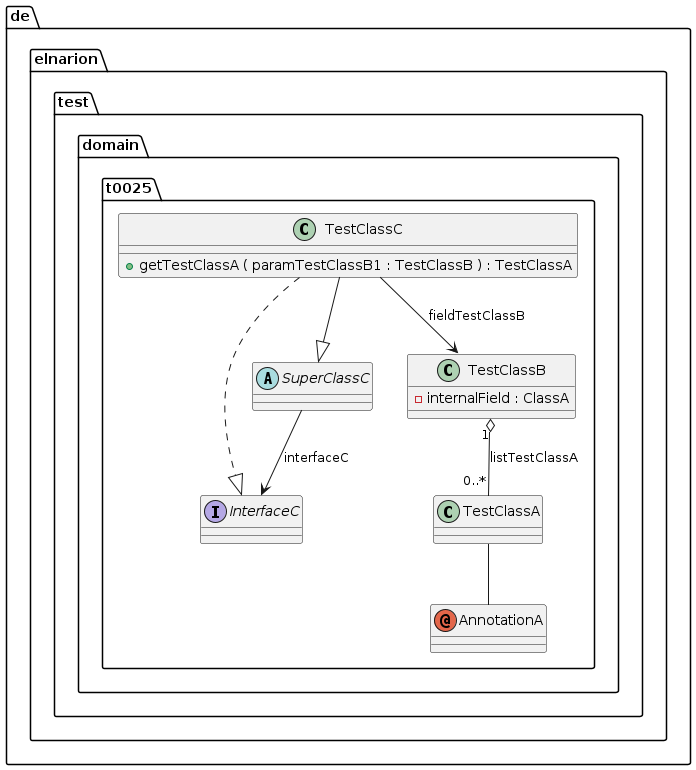 de
elnarion
test
domain
t0025
C TestClassC
getTestClassA ( paramTestClassB1 : TestClassB ) : TestClassA
fieldTestClassB
A SuperClassC
C TestClassB
internalField : ClassA
1
interfaceC
listTestClassA
0..*
I InterfaceC
C TestClassA
@ AnnotationA